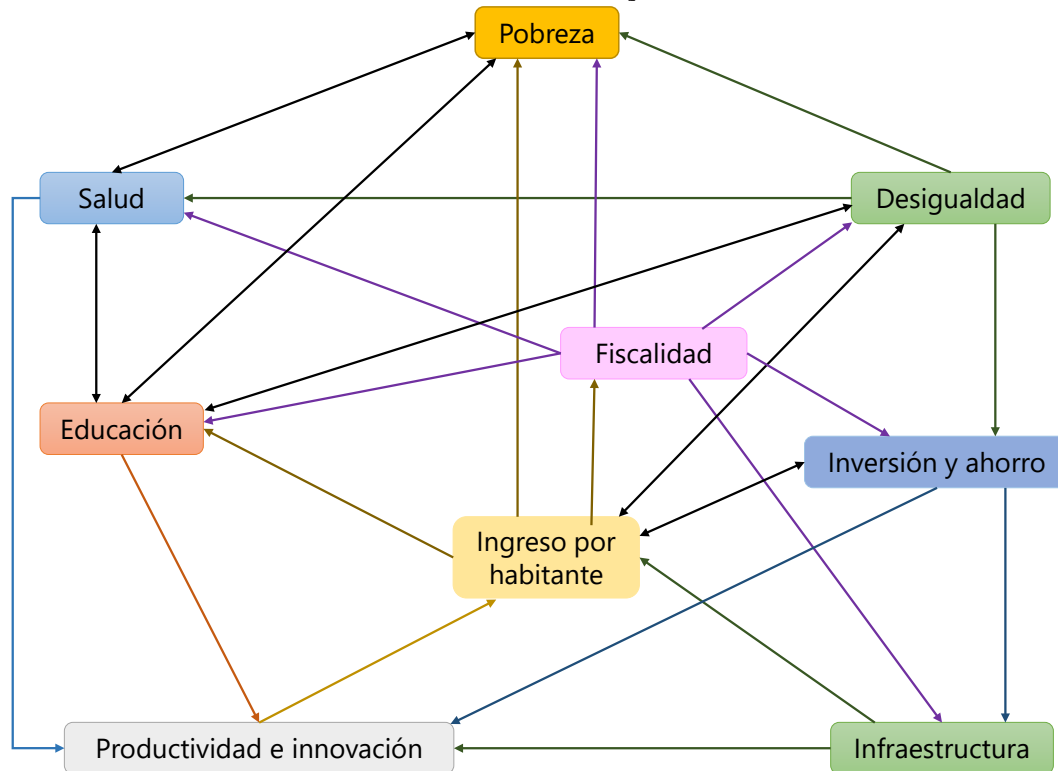 Pobreza
Salud
Desigualdad
Fiscalidad
Educación
Inversión y ahorro
Ingreso por
habitante
Productividad e innovación
Infraestructura